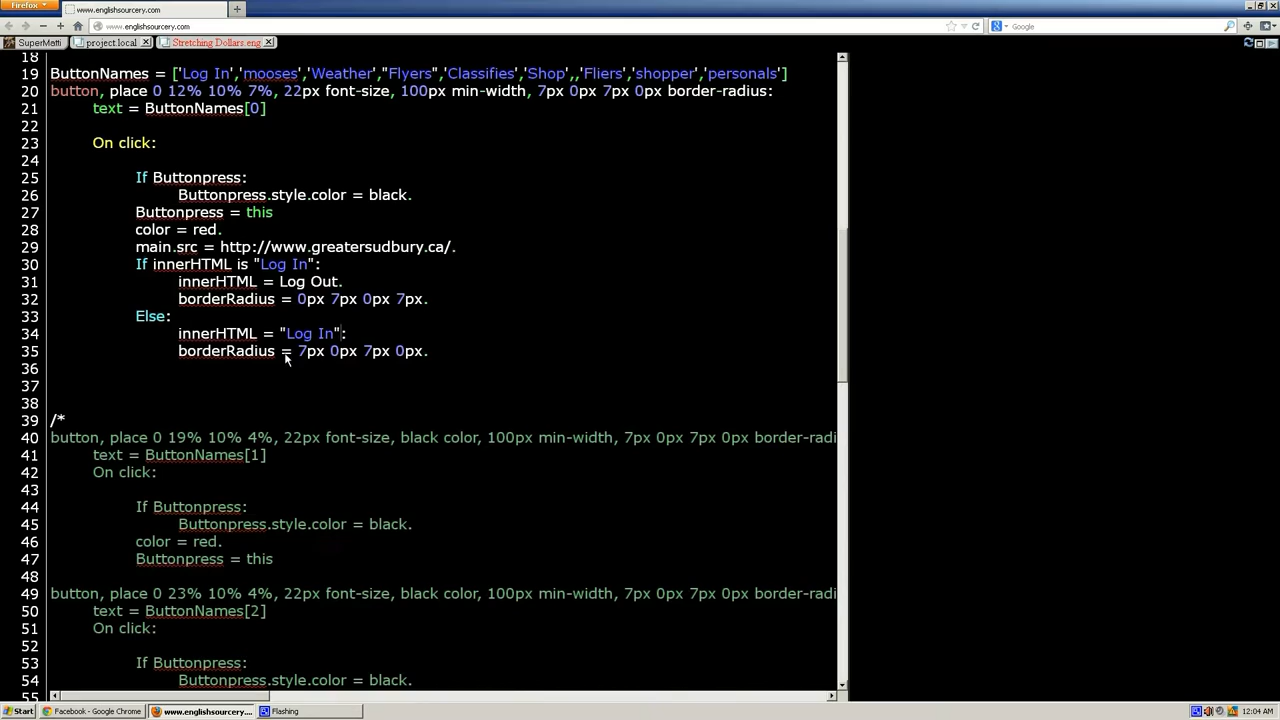 Firefox
www.englishsourcery.com
+
www.englishsourcery.com
Google
SuperMatti
project.local
Stretching Dollars.eng
18
19 ButtonNames = ['Log In','mooses','Weather',"Flyers",'Classifies','Shop',,'Fliers','shopper','personals']
20 button, place 0 12% 10% 7%, 22px font-size, 100px min-width, 7px 0px 7px 0px border-radius:
21 text = ButtonNames[0]
22
23 On click:
24
25 If Buttonpress:
26 Buttonpress.style.color = black.
27 Buttonpress = this
28 color = red.
29 main.src = http://www.greatersudbury.ca/.
30 If innerHTML is "Log In":
31 innerHTML = Log Out.
32 borderRadius = 0px 7px 0px 7px.
33 Else:
34 innerHTML = "Log In":
35 borderRadius = 7px 0px 7px 0px.
36
37
38
39 /*
40 button, place 0 19% 10% 4%, 22px font-size, black color, 100px min-width, 7px 0px 7px 0px border-radi
41 text = ButtonNames[1]
42 On click:
43
44 If Buttonpress:
45 Buttonpress.style.color = black.
46 color = red.
47 Buttonpress = this
48
49 button, place 0 23% 10% 4%, 22px font-size, black color, 100px min-width, 7px 0px 7px 0px border-radi
50 text = ButtonNames[2]
51 On click:
52
53 If Buttonpress:
54 Buttonpress.style.color = black.
55
Start
Facebook - Google Chrome
www.englishsourcery.com...
Flashing
12:04 AM